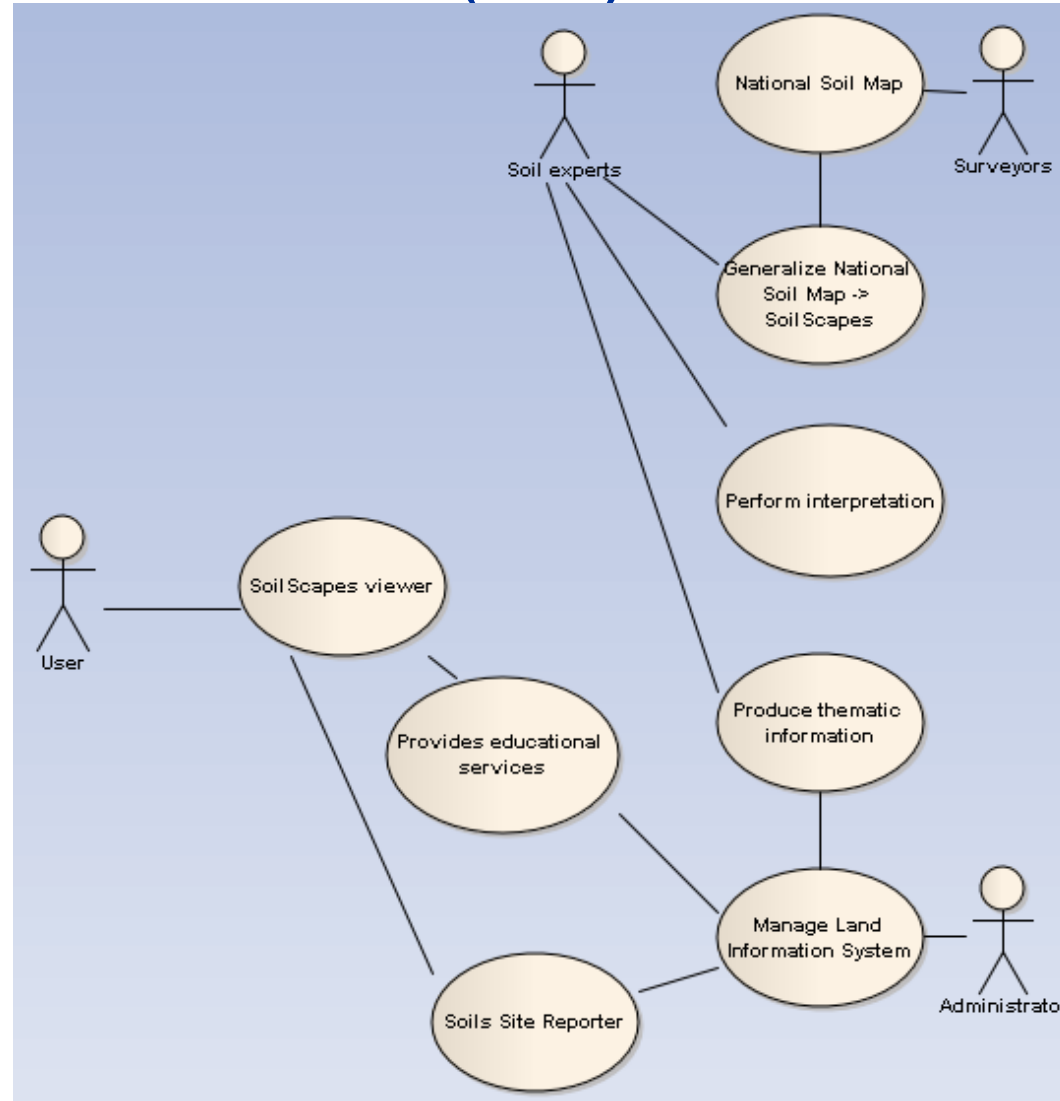 National Soil Map
Soil experts
Surveyors
Generalize National
Soil Map ->
SoilScapes
Perform interpretation
SoilScapes viewer
User
Produce thematic
information
Provides educational
services
Manage Land
Information System
Administrato
Soils Site Reporter